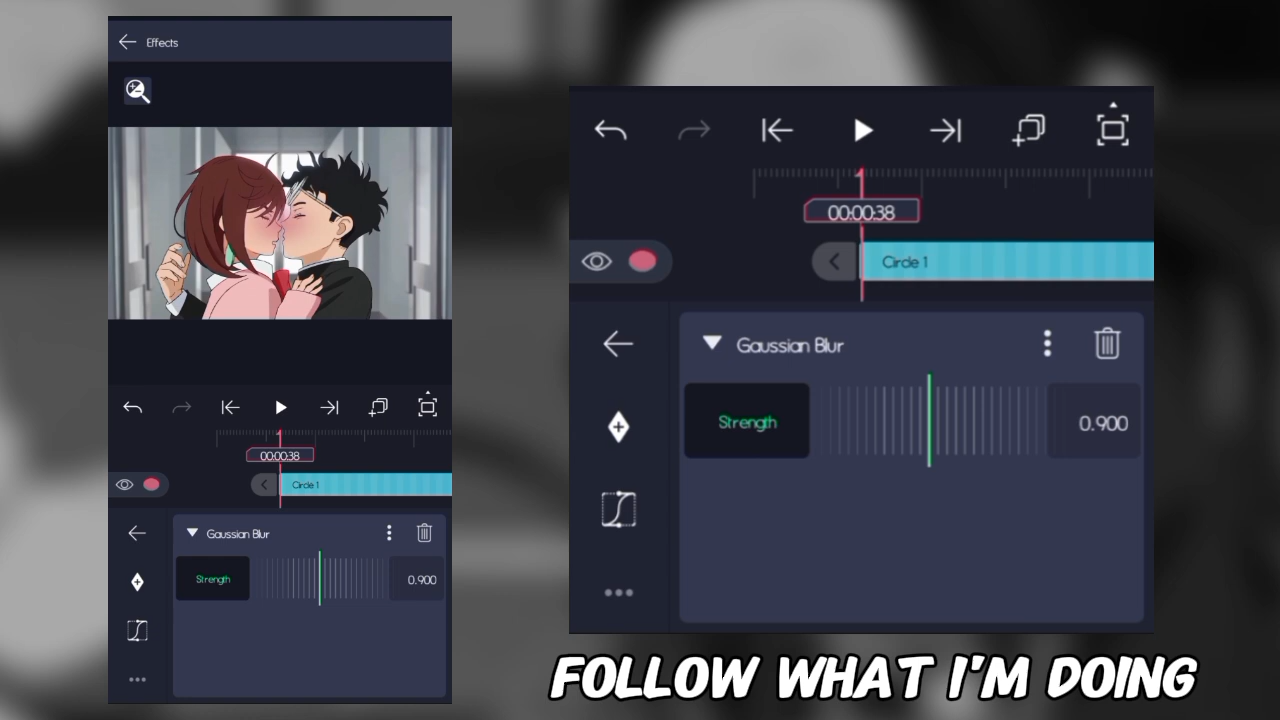 Effects
00:00:38
Circle 1
Gaussian Blur
Strength
0.900
00:00:38
Circle 1
Gaussian Blur
Strength
0.900
FOLLOW WHAT I'M DOING